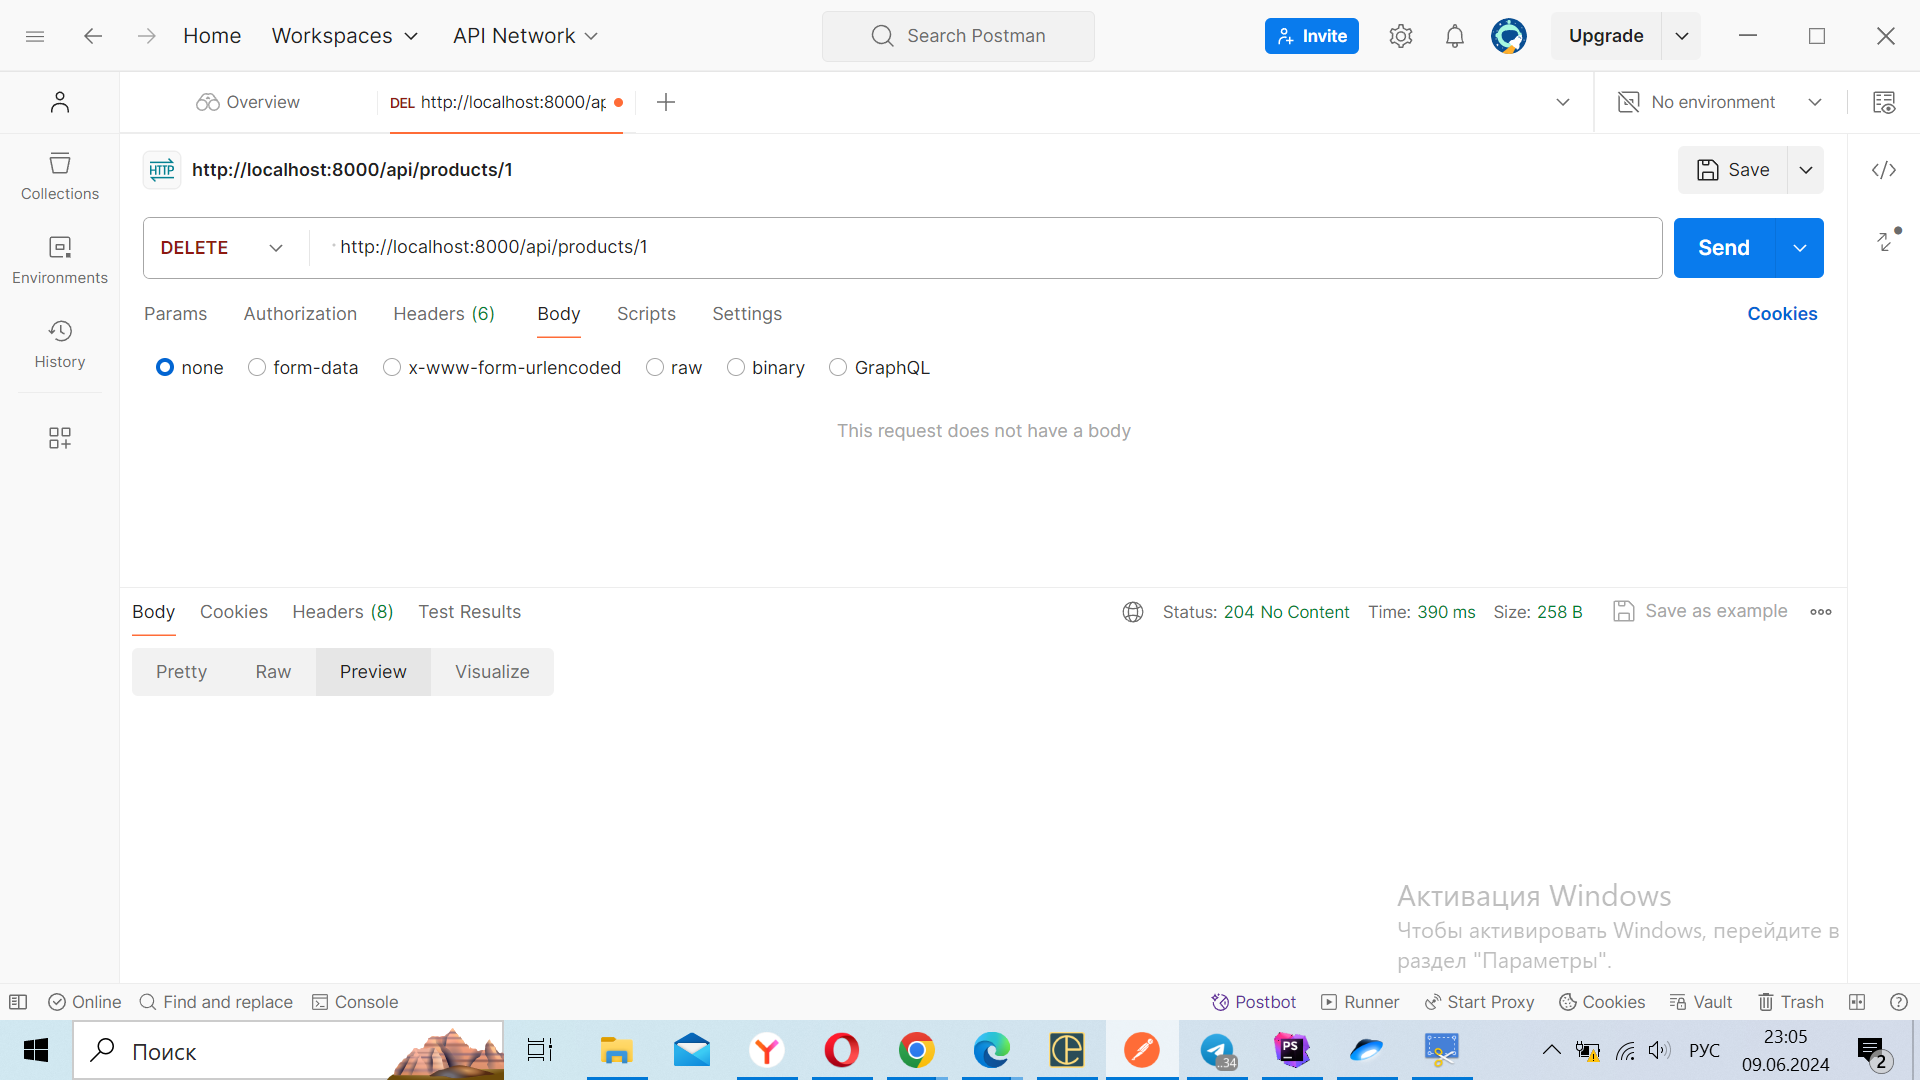 Home Workspaces API Network Search Postman Invite Upgrade
Overview DEL http://localhost:8000/ap No environment
HTTP http://localhost:8000/api/products/1 Save
Collections
DELETE http://localhost:8000/api/products/1 Send
Environments
Params Authorization Headers (6) Body Scripts Settings Cookies
History
none form-data x-www-form-urlencoded raw binary GraphQL
This request does not have a body
Body Cookies Headers (8) Test Results Status: 204 No Content Time: 390 ms Size: 258 B Save as example
Pretty Raw Preview Visualize
Активация Windows
Чтобы активировать Windows, перейдите в
раздел "Параметры".
Online Find and replace Console Postbot Runner Start Proxy Cookies Vault Trash
Поиск PS ..34 РУС 23:05
09.06.2024 2